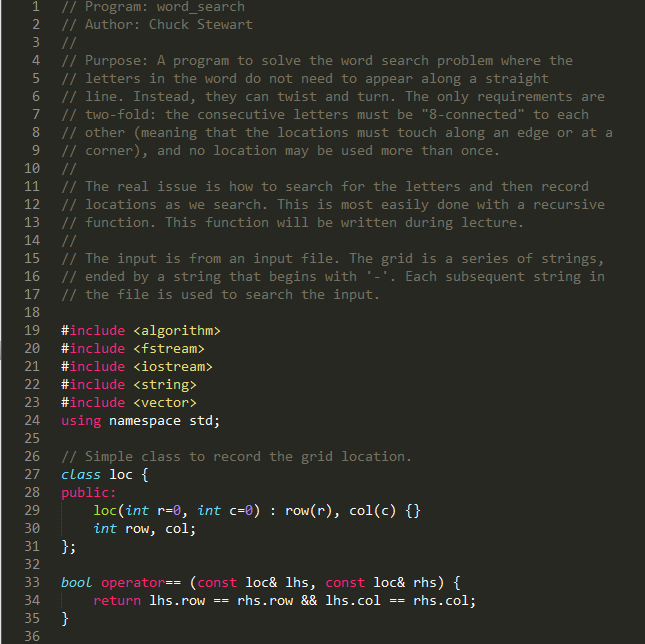 1 // Program: word_search
2 // Author: Chuck Stewart
3 //
4 // Purpose: A program to solve the word search problem where the
5 // letters in the word do not need to appear along a straight
6 // line. Instead, they can twist and turn. The only requirements are
7 // two-fold: the consecutive letters must be "8-connected" to each
8 // other (meaning that the locations must touch along an edge or at a
9 // corner), and no location may be used more than once.
10 //
11 // The real issue is how to search for the letters and then record
12 // locations as we search. This is most easily done with a recursive
13 // function. This function will be written during lecture.
14 //
15 // The input is from an input file. The grid is a series of strings,
16 // ended by a string that begins with '-'. Each subsequent string in
17 // the file is used to search the input.
18
19 #include <algorithm>
20 #include <fstream>
21 #include <iostream>
22 #include <string>
23 #include <vector>
24 using namespace std;
25
26 // Simple class to record the grid location.
27 class loc {
28 public:
29     loc(int r=0, int c=0) : row(r), col(c) {}
30     int row, col;
31 };
32
33 bool operator== (const loc& lhs, const loc& rhs) {
34     return lhs.row == rhs.row && lhs.col == rhs.col;
35 }
36